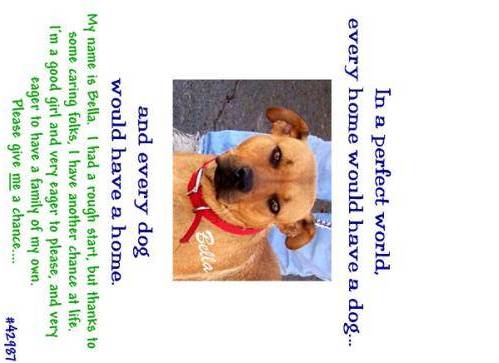 In a perfect world,
every home would have a dog...
Bella
and every dog
would have a home.
My name is Bella. I had a rough start, but thanks to
some caring folks, I have another chance at life.
I'm a good girl and very eager to please, and very
eager to have a family of my own.
Please give me a chance....
#42987